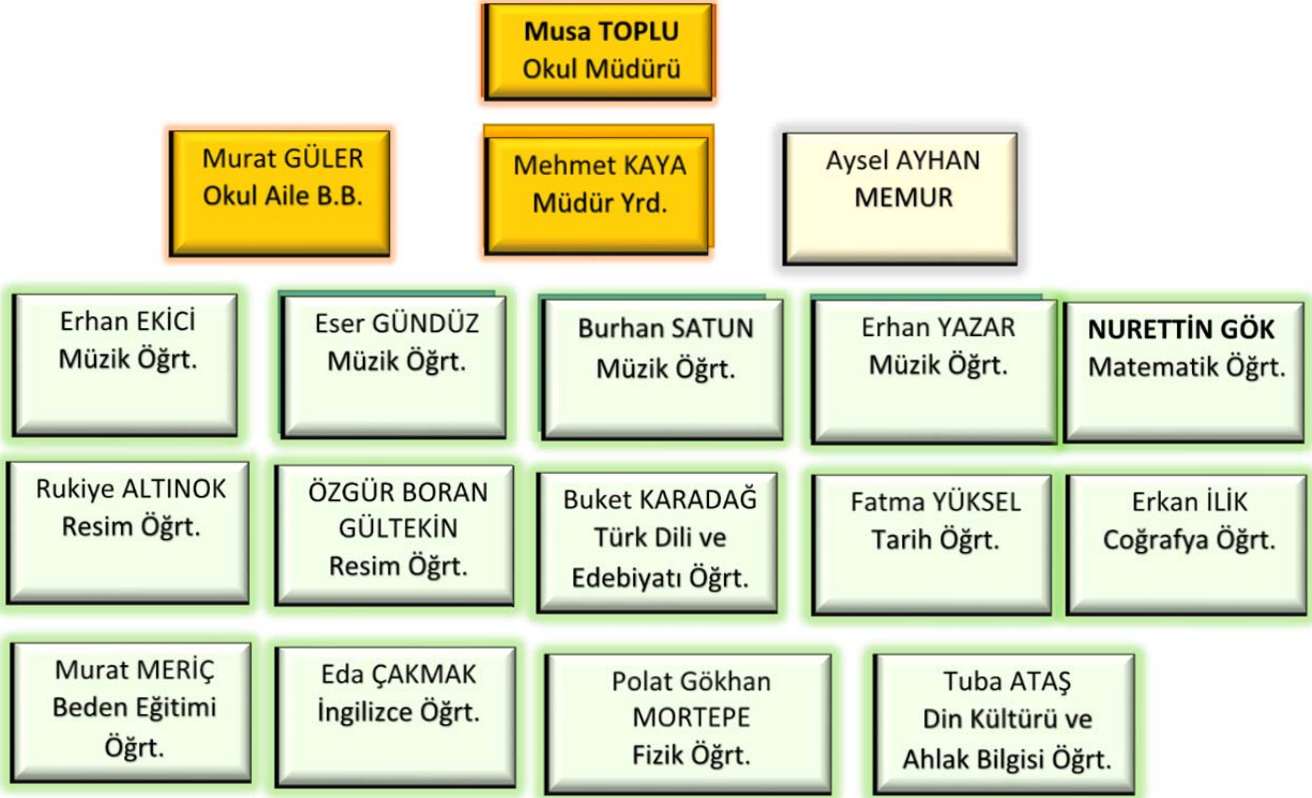 Musa TOPLU
Okul Müdürü
Murat GÜLER
Okul Aile B.B.
Mehmet KAYA
Müdür Yrd.
Aysel AYHAN
MEMUR
Erhan EKİCİ
Müzik Öğrt.
Eser GÜNDÜZ
Müzik Öğrt.
Burhan SATUN
Müzik Öğrt.
Erhan YAZAR
Müzik Öğrt.
NURETTİN GÖK
Matematik Öğrt.
Rukiye ALTINOK
Resim Öğrt.
ÖZGÜR BORAN
GÜLTEKİN
Resim Öğrt.
Buket KARADAĞ
Türk Dili ve
Edebiyatı Öğrt.
Fatma YÜKSEL
Tarih Öğrt.
Erkan İLİK
Coğrafya Öğrt.
Murat MERİÇ
Beden Eğitimi
Öğrt.
Eda ÇAKMAK
İngilizce Öğrt.
Polat Gökhan
MORTEPE
Fizik Öğrt.
Tuba ATAŞ
Din Kültürü ve
Ahlak Bilgisi Öğrt.